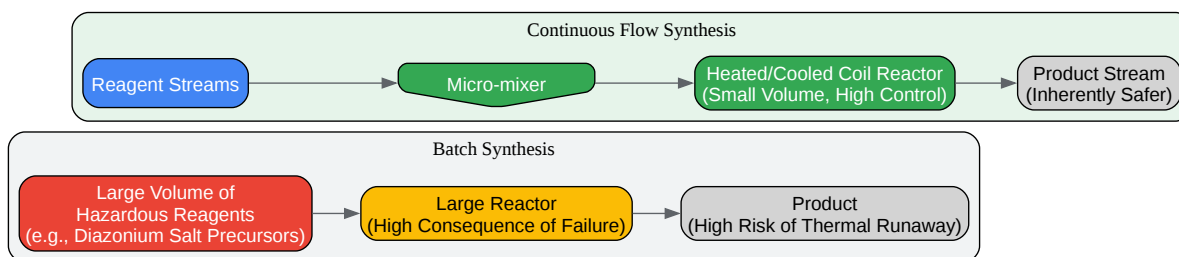 Continuous Flow Synthesis
Reagent Streams
Micro-mixer
Heated/Cooled Coil Reactor
(Small Volume, High Control)
Product Stream
(Inherently Safer)
Batch Synthesis
Large Volume of
Hazardous Reagents
(e.g., Diazonium Salt Precursors)
Large Reactor
(High Consequence of Failure)
Product
(High Risk of Thermal Runaway)